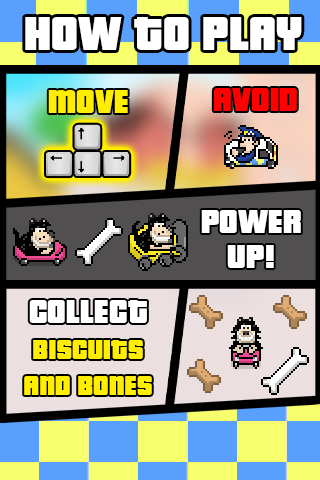 HOW TO PLAY
MOVE
AVOID
↑
← ↓ →
POWER
UP!
COLLECT
BISCUITS
AND BONES